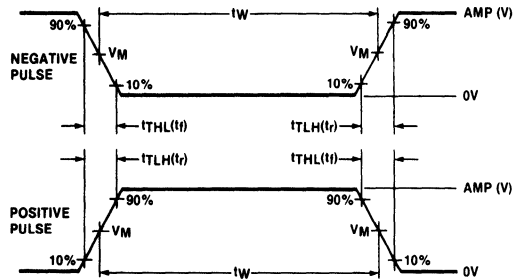 tW
AMP (V)
90%
90%
NEGATIVE
PULSE
VM
VM
10%
10%
0V
tTHL(tf)
tTLH(tr)
tTLH(tr)
tTHL(tf)
AMP (V)
90%
90%
POSITIVE
PULSE
VM
VM
10%
10%
0V
tW